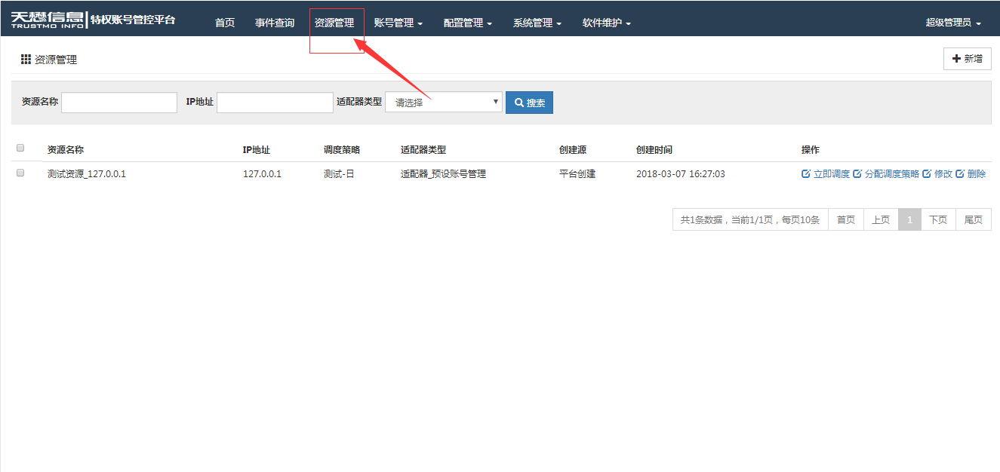 天懋信息 TRUSTMO INFO 特权账号管控平台 首页 事件查询 资源管理 账号管理 配置管理 系统管理 软件维护 超级管理员
资源管理 新增
资源名称 IP地址 适配器类型 请选择 搜索
资源名称 IP地址 调度策略 适配器类型 创建源 创建时间 操作
测试资源_127.0.0.1 127.0.0.1 测试-日 适配器_预设账号管理 平台创建 2018-03-07 16:27:03 立即调度 分配调度策略 修改 删除
共1条数据，当前1/1页，每页10条 首页 上页 1 下页 尾页